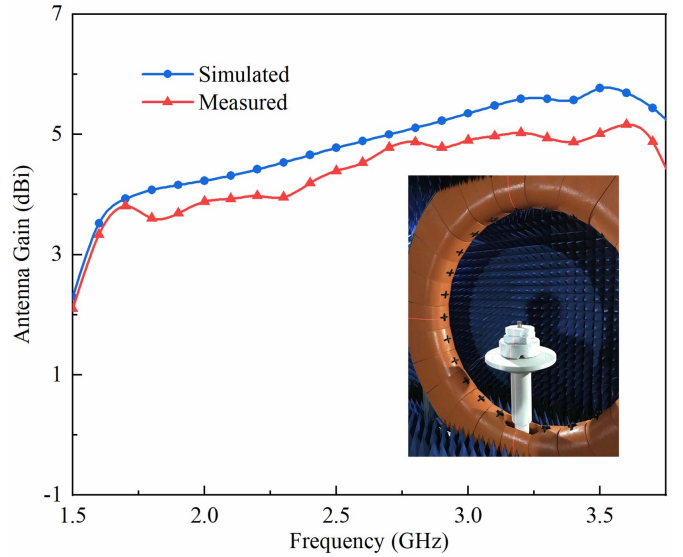 7
5
3
1
-1
Antenna Gain (dBi)
Simulated
Measured
1.5 2.0 2.5 3.0 3.5
Frequency (GHz)